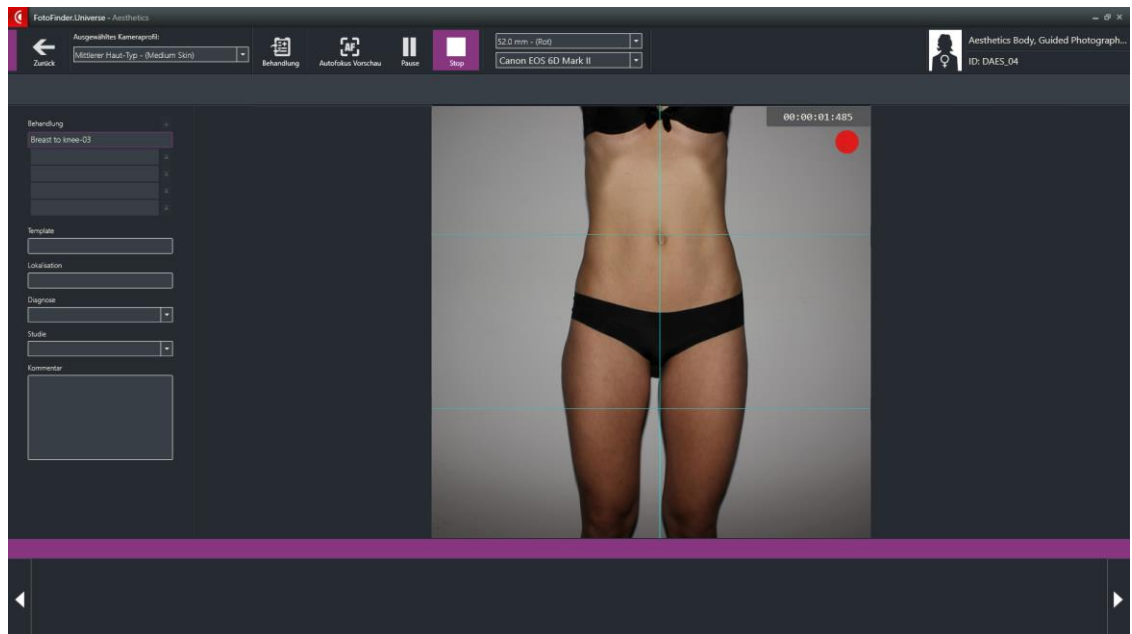 FotoFinder.Universe - Aesthetics
Zurück
Ausgewähltes Kameraprofil:
Mittlerer Haut-Typ - (Medium Skin)
Behandlung
Autofokus Vorschau
Pause
Stop
52.0 mm - (Rot)
Canon EOS 6D Mark II
Aesthetics Body, Guided Photograph...
ID: DAES_04
00:00:01:485
Behandlung
Breast to knee-03
Template
Lokalisation
Diagnose
Studie
Kommentar